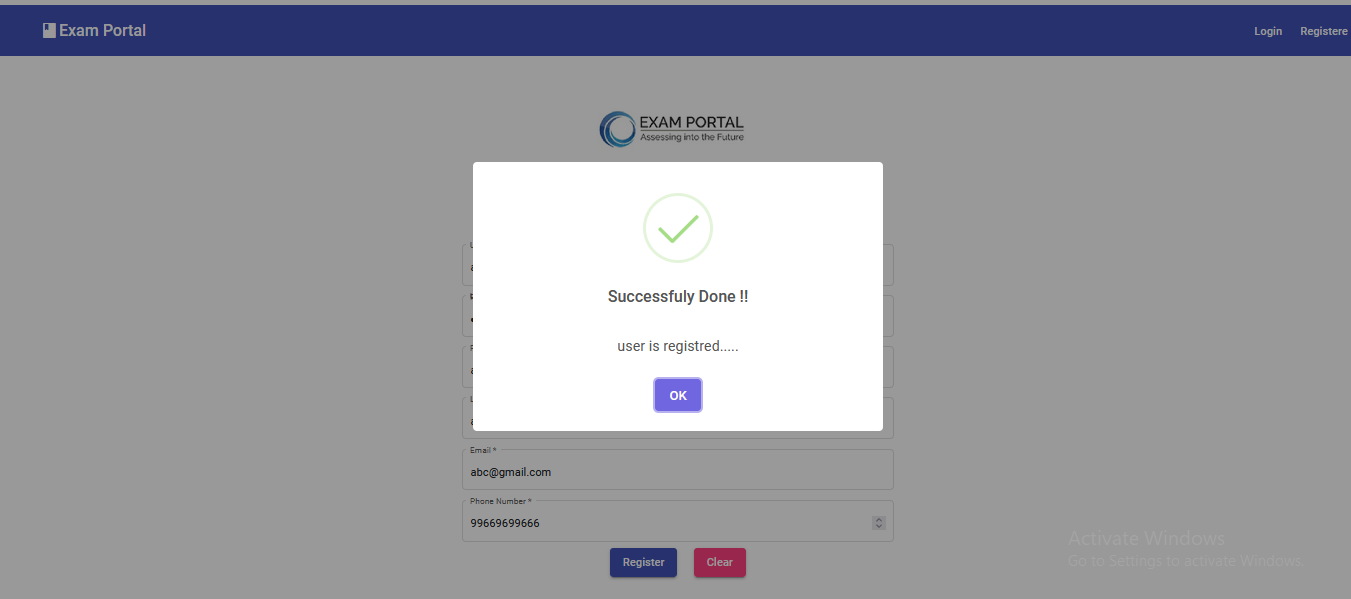 Exam Portal
Login Registere
EXAM PORTAL
Assessing into the Future
Successfuly Done !!
user is registred.....
OK
Email *
abc@gmail.com
Phone Number *
99669699666
Register Clear
Activate Windows
Go to Settings to activate Windows.